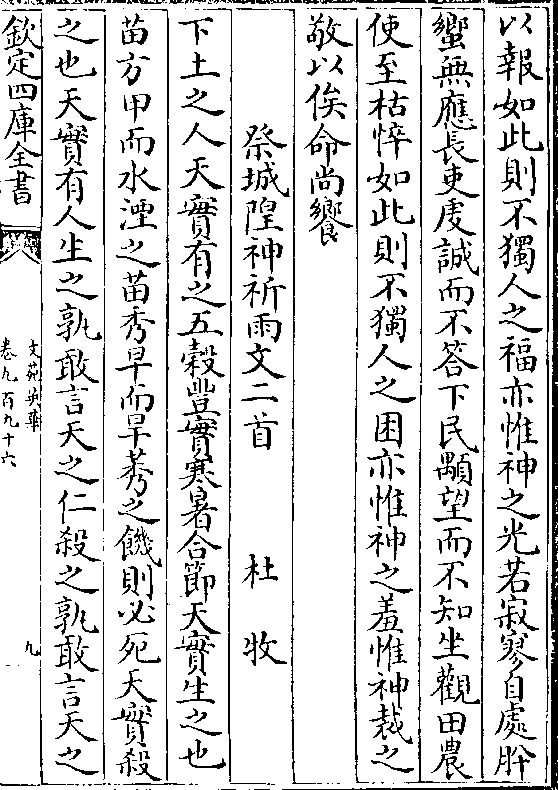 以報如此則不獨人之福亦惟神之光若寂寥自處肸
蠁無應長吏虔誠而不答下民顒望而不知坐觀田農
使至枯悴如此則不獨人之困亦惟神之羞惟神裁之
敬以俟命尚饗
祭城隍神祈雨文二首 杜牧
下土之人天實有之五穀豐實寒暑合節天實生之也
苗方甲而水湮之苗秀早而旱莠之饑則必死天實殺
之也天實有人生之孰敢言天之仁殺之孰敢言天之
欽定四庫全書
文苑英華
卷九百九十六
九